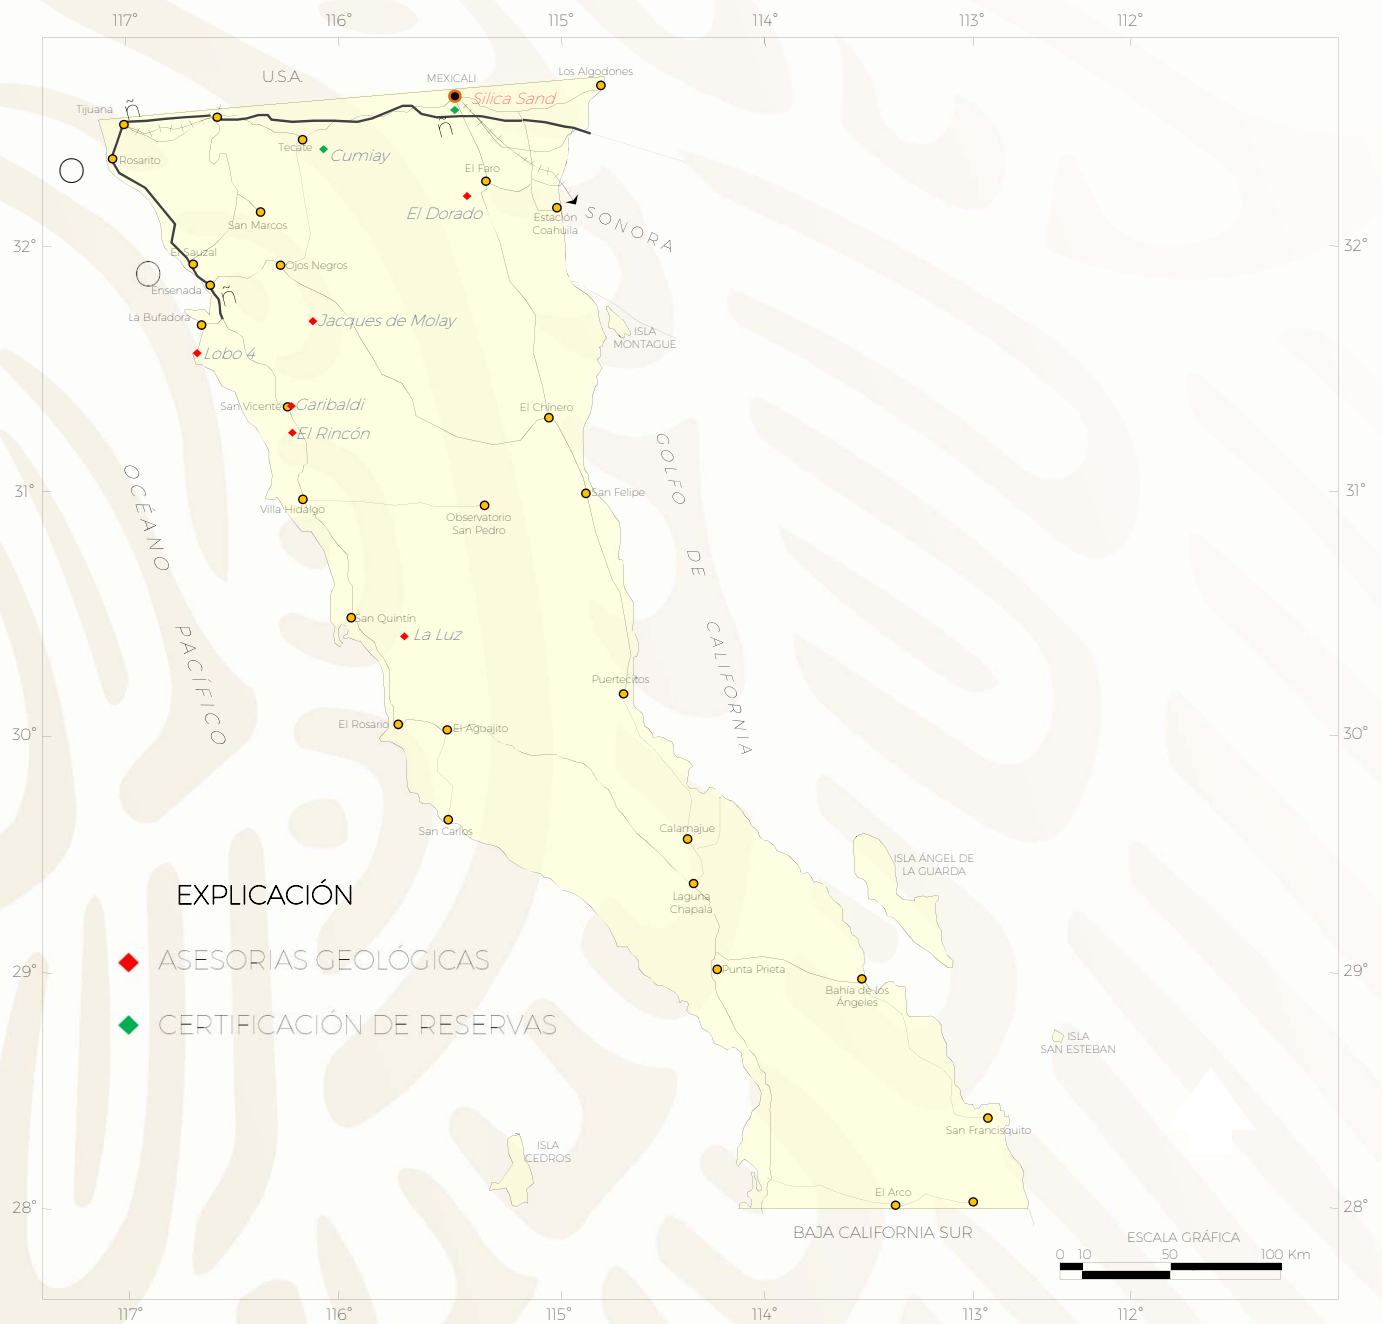 117°
116°
115°
114°
113°
112°
U.S.A.
MEXICALI
Los Algodones
Silica Sand
Tijuana
ñ
ñ
Tecate
Cumiay
Rosarito
El Faro
El Dorado
San Marcos
Estación
Coahuila
SONORA
32°
32°
El Sauzal
Ojos Negros
Ensenada
ñ
La Bufadora
Jacques de Molay
ISLA
MONTAGUE
Lobo 4
San Vicente
Garibaldi
El Chinero
El Rincón
GOLFO DE CALIFORNIA
OCÉANO PACÍFICO
31°
31°
San Felipe
Villa Hidalgo
Observatorio
San Pedro
San Quintín
La Luz
Puertecitos
El Rosario
El Aguajito
30°
30°
San Carlos
Calamajue
ISLA ÁNGEL DE
LA GUARDA
Laguna
Chapala
EXPLICACIÓN
ASESORIAS GEOLÓGICAS
CERTIFICACIÓN DE RESERVAS
29°
29°
Punta Prieta
Bahía de los
Ángeles
ISLA
SAN ESTEBAN
San Francisquito
ISLA
CEDROS
El Arco
28°
28°
BAJA CALIFORNIA SUR
ESCALA GRÁFICA
0 10 50 100 Km
117°
116°
115°
114°
113°
112°